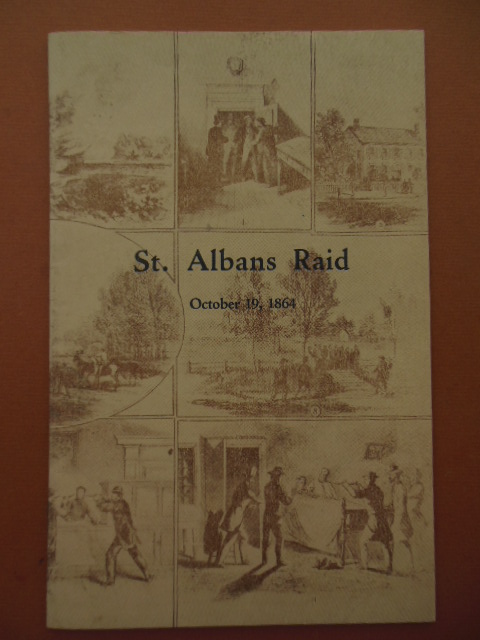 St. Albans Raid
October 19, 1864